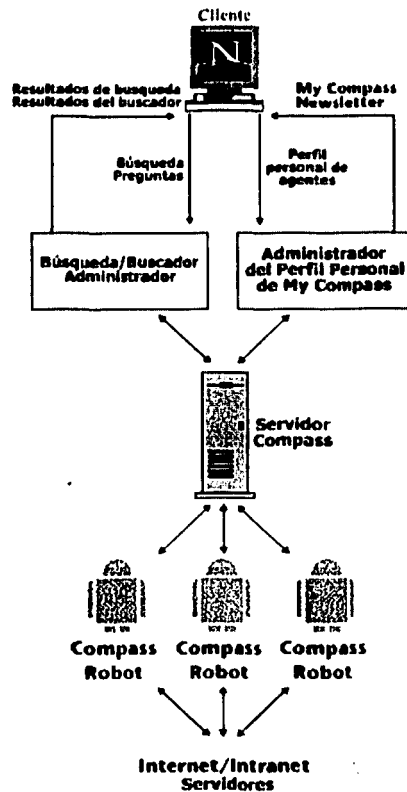 Cliente
N
Resultados de busqueda
Resultados del buscador
My Compass
Newsletter
Búsqueda
Preguntas
Perfil
personal de
agentes
Búsqueda/Buscador
Administrador
Administrador
del Perfil Personal
de My Compass
Servidor
Compass
Compass
Robot
Compass
Robot
Compass
Robot
Internet/Intranet
Servidores